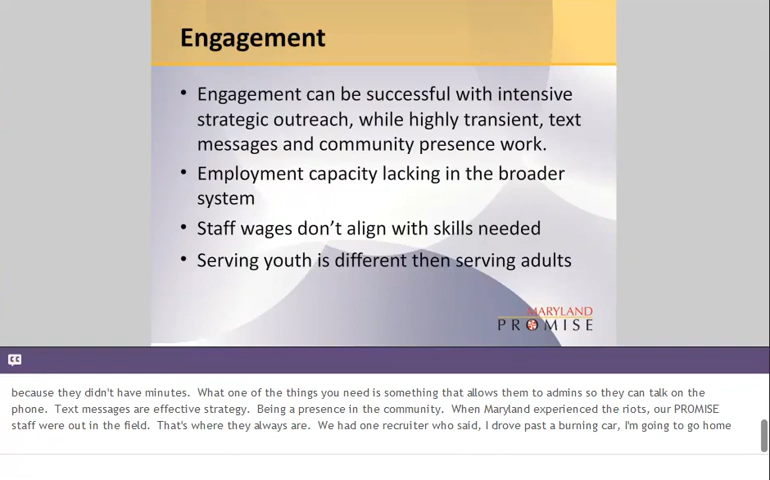 Engagement
• Engagement can be successful with intensive
strategic outreach, while highly transient, text
messages and community presence work.
• Employment capacity lacking in the broader
system
• Staff wages don’t align with skills needed
• Serving youth is different then serving adults
MARYLAND
PROMISE
CC
because they didn't have minutes. What one of the things you need is something that allows them to admins so they can talk on the
phone. Text messages are effective strategy. Being a presence in the community. When Maryland experienced the riots, our PROMISE
staff were out in the field. That's where they always are. We had one recruiter who said, I drove past a burning car, I'm going to go home